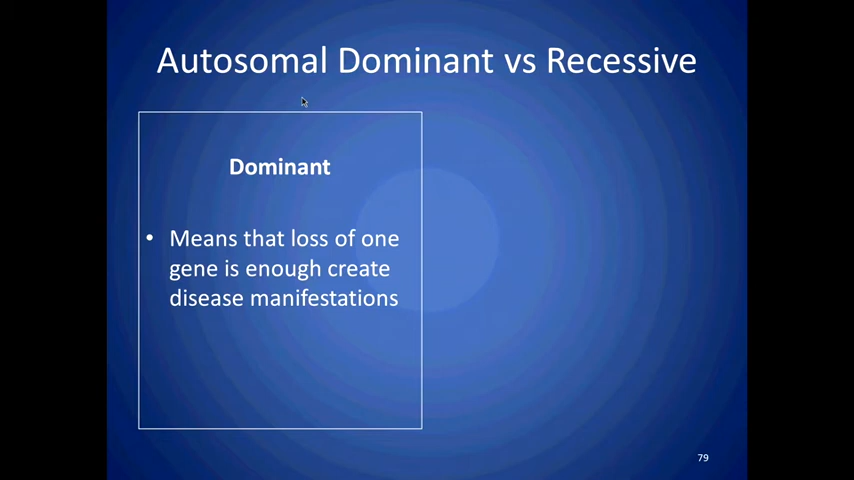 Autosomal Dominant vs Recessive
Dominant
• Means that loss of one
gene is enough create
disease manifestations
79